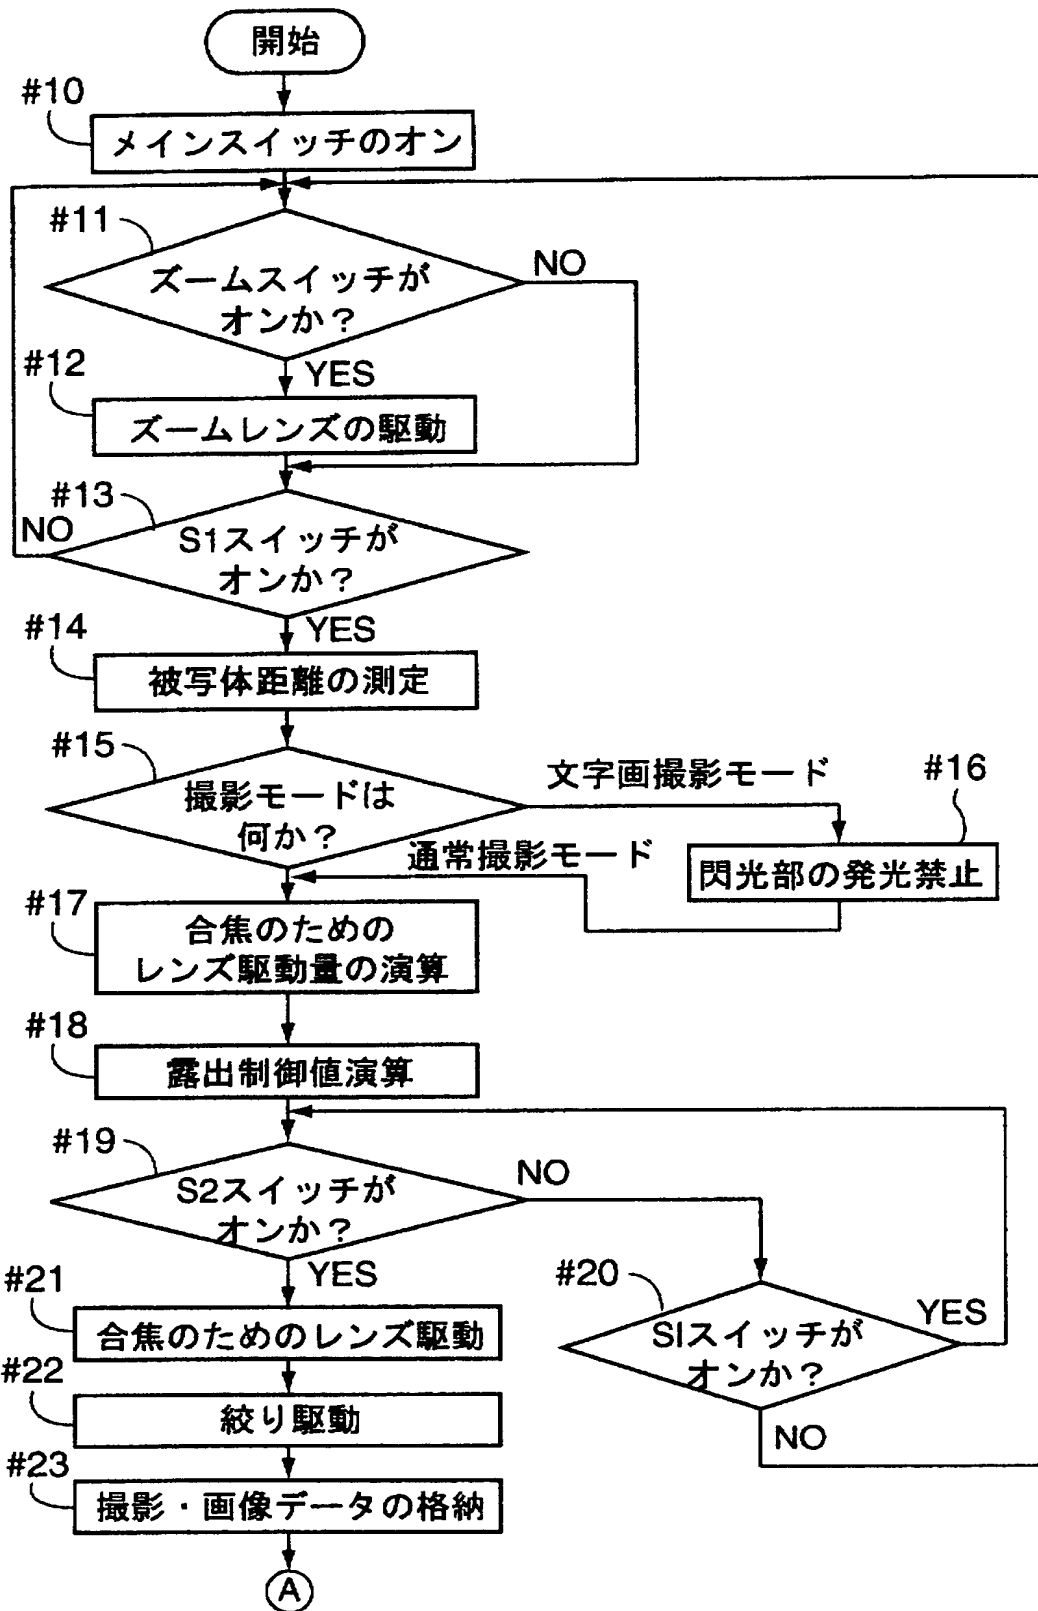 開始
#10
メインスイッチのオン
#11
ズームスイッチが
オンか？
NO
YES
#12
ズームレンズの駆動
#13
NO
S1スイッチが
オンか？
YES
#14
被写体距離の測定
#15
撮影モードは
何か？
文字画撮影モード
#16
閃光部の発光禁止
通常撮影モード
#17
合焦のための
レンズ駆動量の演算
#18
露出制御値演算
#19
S2スイッチが
オンか？
NO
YES
#20
SIスイッチが
オンか？
YES
NO
#21
合焦のためのレンズ駆動
#22
絞り駆動
#23
撮影・画像データの格納
A